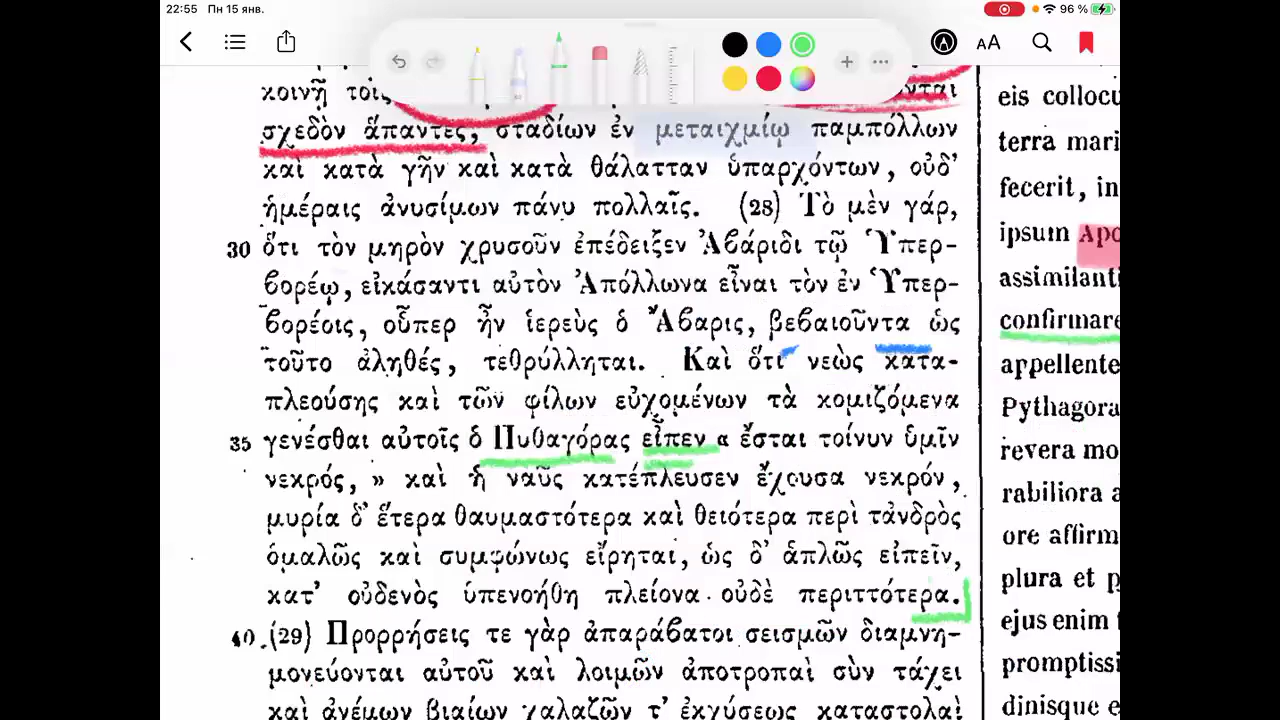 22:55 Пн 15 янв. 96 %
AA
κοινῇ τοῖς
σχεδὸν ἅπαντες, σταδίων ἐν μεταιχμίῳ παμπόλλων
καὶ κατὰ γῆν καὶ κατὰ θάλατταν ὑπαρχόντων, οὐδ’
ἡμέραις ἀνυσίμων πάνυ πολλαῖς. (28) Τὸ μὲν γάρ,
30 ὅτι τὸν μηρὸν χρυσοῦν ἐπέδειξεν Ἀβάριδι τῷ Ὑπερ-
ϐορέῳ, εἰκάσαντι αὐτὸν Ἀπόλλωνα εἶναι τὸν ἐν Ὑπερ-
ϐορέοις, οὗπερ ἦν ἱερεὺς ὁ Ἄϐαρις, βεϐαιοῦντα ὡς
τοῦτο ἀληθές, τεθρύλληται. Καὶ ὅτι νεὼς κατα-
πλεούσης καὶ τῶν φίλων εὐχομένων τὰ κομιζόμενα
35 γενέσθαι αὐτοῖς ὁ Πυθαγόρας εἶπεν « ἔσται τοίνυν ὑμῖν
νεκρός, » καὶ ἡ ναῦς κατέπλευσεν ἔχουσα νεκρόν,
μυρία δ’ ἕτερα θαυμαστότερα καὶ θειότερα περὶ τἀνδρὸς
ὁμαλῶς καὶ συμφώνως εἴρηται, ὡς δ’ ἁπλῶς εἰπεῖν,
κατ’ οὐδενὸς ὑπενοήθη πλείονα οὐδὲ περιττότερα.
40 (29) Προρρήσεις τε γὰρ ἀπαράϐατοι σεισμῶν διαμνη-
μονεύονται αὐτοῦ καὶ λοιμῶν ἀποτροπαὶ σὺν τάχει
καὶ ἀνέμων βιαίων χαλαζῶν τ’ ἐκχύσεως καταστολαὶ
eis collocu
terra mari
fecerit, in
ipsum Apo
assimilanti
confirmare
appellente
Pythagora
revera mo
rabiliora a
ore affirm
plura et p
ejus enim
promptissi
dinisque e